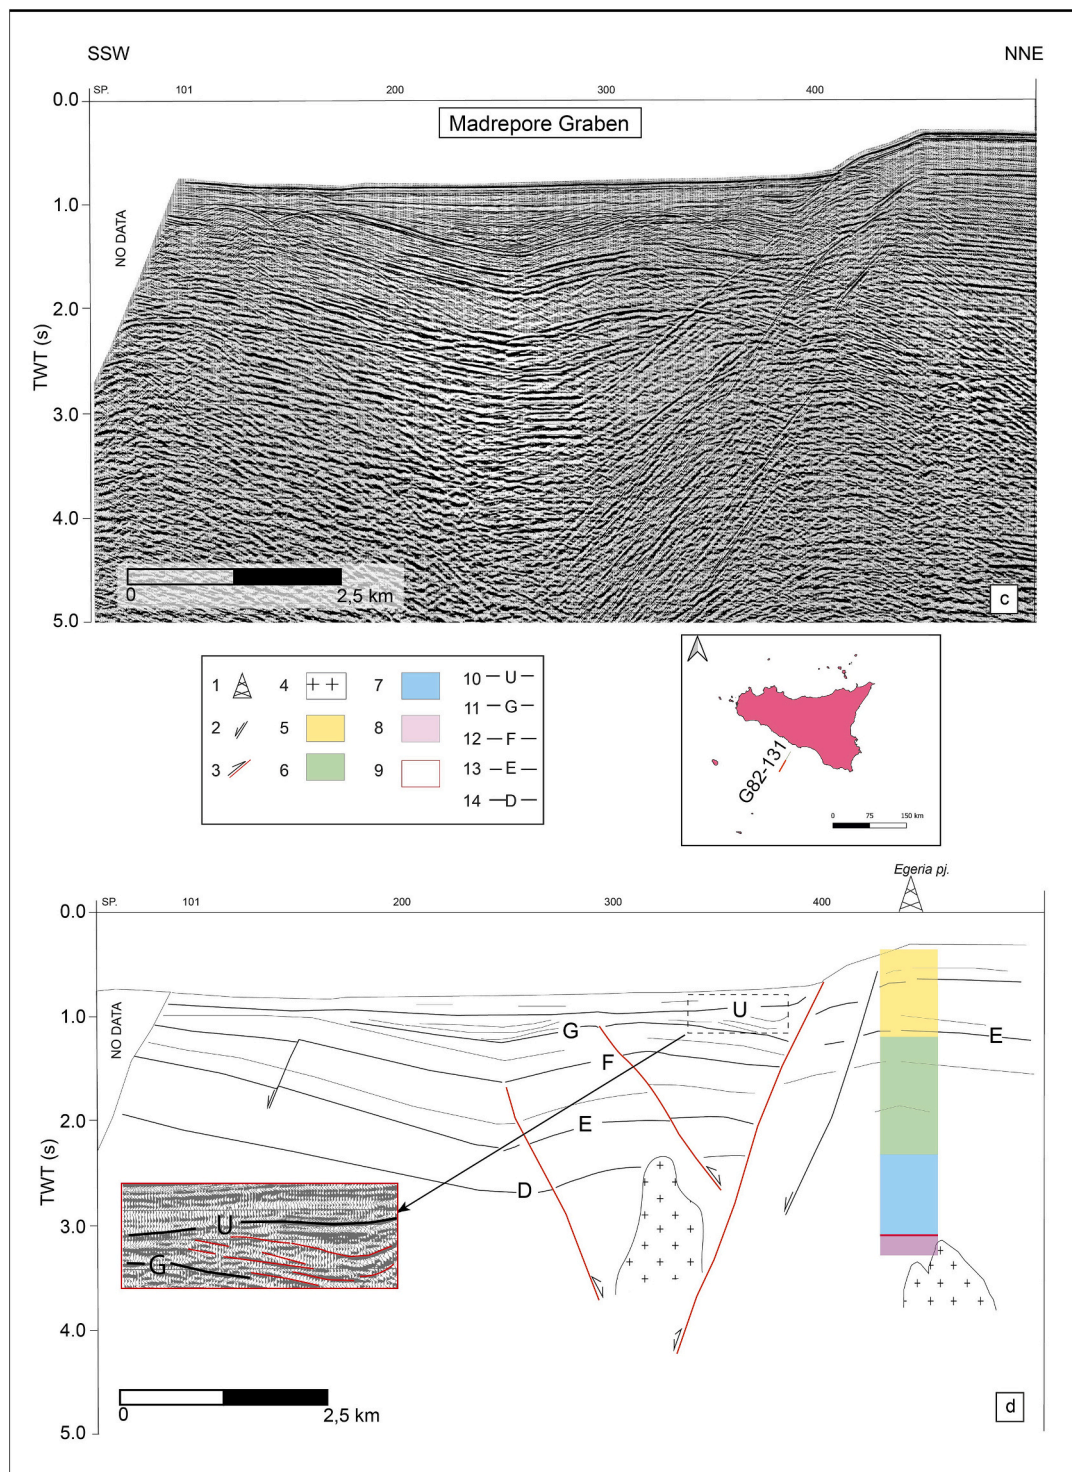 SSW NNE
SP. 101 200 300 400
0.0
Madrepore Graben
1.0
NO DATA
2.0
TWT (s)
3.0
4.0
0 2,5 km
c
5.0
1 4 + + 7 10 U
11 G
2 5 8 12 F
3 6 9 13 E
14 D
G82-131
0 75 150 km
Egeria pj.
SP. 101 200 300 400
0.0
NO DATA
1.0
U
G
E
F
2.0
E
TWT (s)
D
3.0
U
G
4.0
0 2,5 km
d
5.0